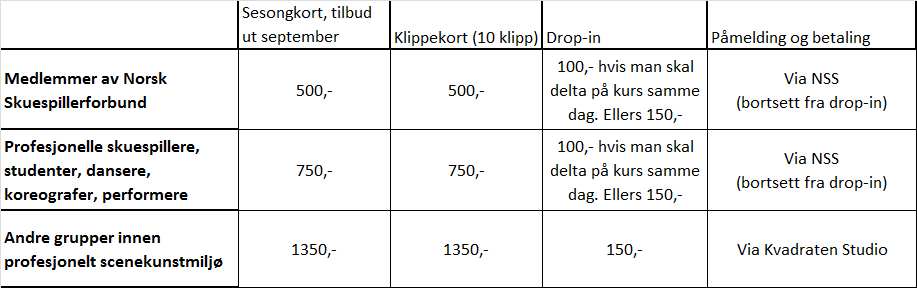 Sesongkort, tilbud
ut september
Klippekort (10 klipp)
Drop-in
Påmelding og betaling
Medlemmer av Norsk
Skuespillerforbund
500,-
500,-
100,- hvis man skal
delta på kurs samme
dag. Ellers 150,-
Via NSS
(bortsett fra drop-in)
Profesjonelle skuespillere,
studenter, dansere,
koreografer, performere
750,-
750,-
100,- hvis man skal
delta på kurs samme
dag. Ellers 150,-
Via NSS
(bortsett fra drop-in)
Andre grupper innen
profesjonelt scenekunstmiljø
1350,-
1350,-
150,-
Via Kvadraten Studio